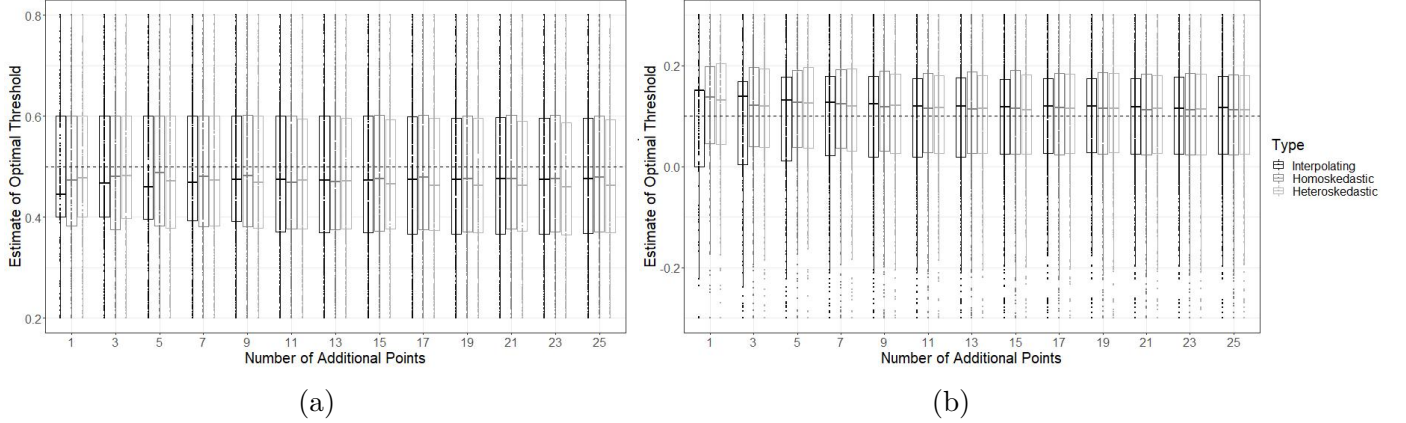 Estimate of Optimal Threshold
0.8
0.6
0.4
0.2
1 3 5 7 9 11 13 15 17 19 21 23 25
Number of Additional Points
(a)
Estimate of Optimal Threshold
0.2
0.0
-0.2
1 3 5 7 9 11 13 15 17 19 21 23 25
Number of Additional Points
(b)
Type
Interpolating
Homoskedastic
Heteroskedastic